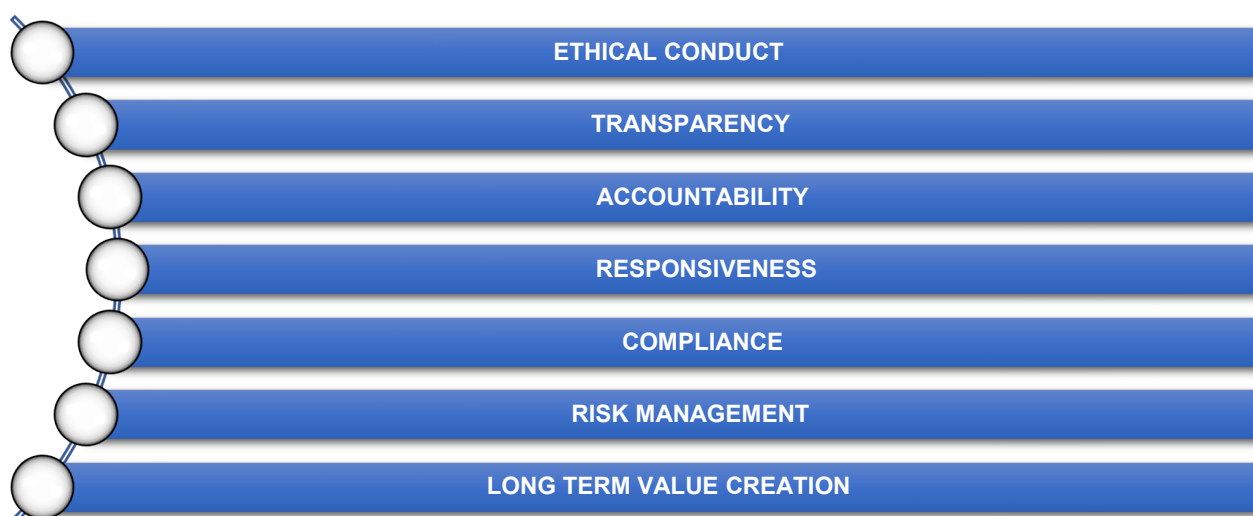 ETHICAL CONDUCT
TRANSPARENCY
ACCOUNTABILITY
RESPONSIVENESS
COMPLIANCE
RISK MANAGEMENT
LONG TERM VALUE CREATION